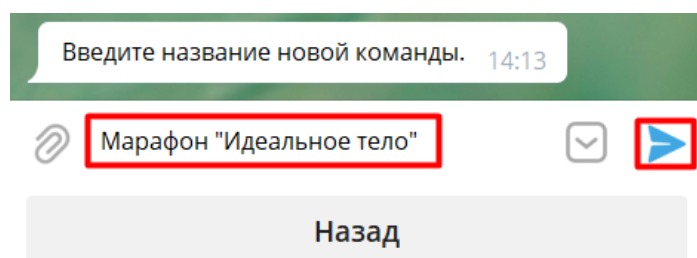 Введите название новой команды. 14:13
Марафон "Идеальное тело"
Назад